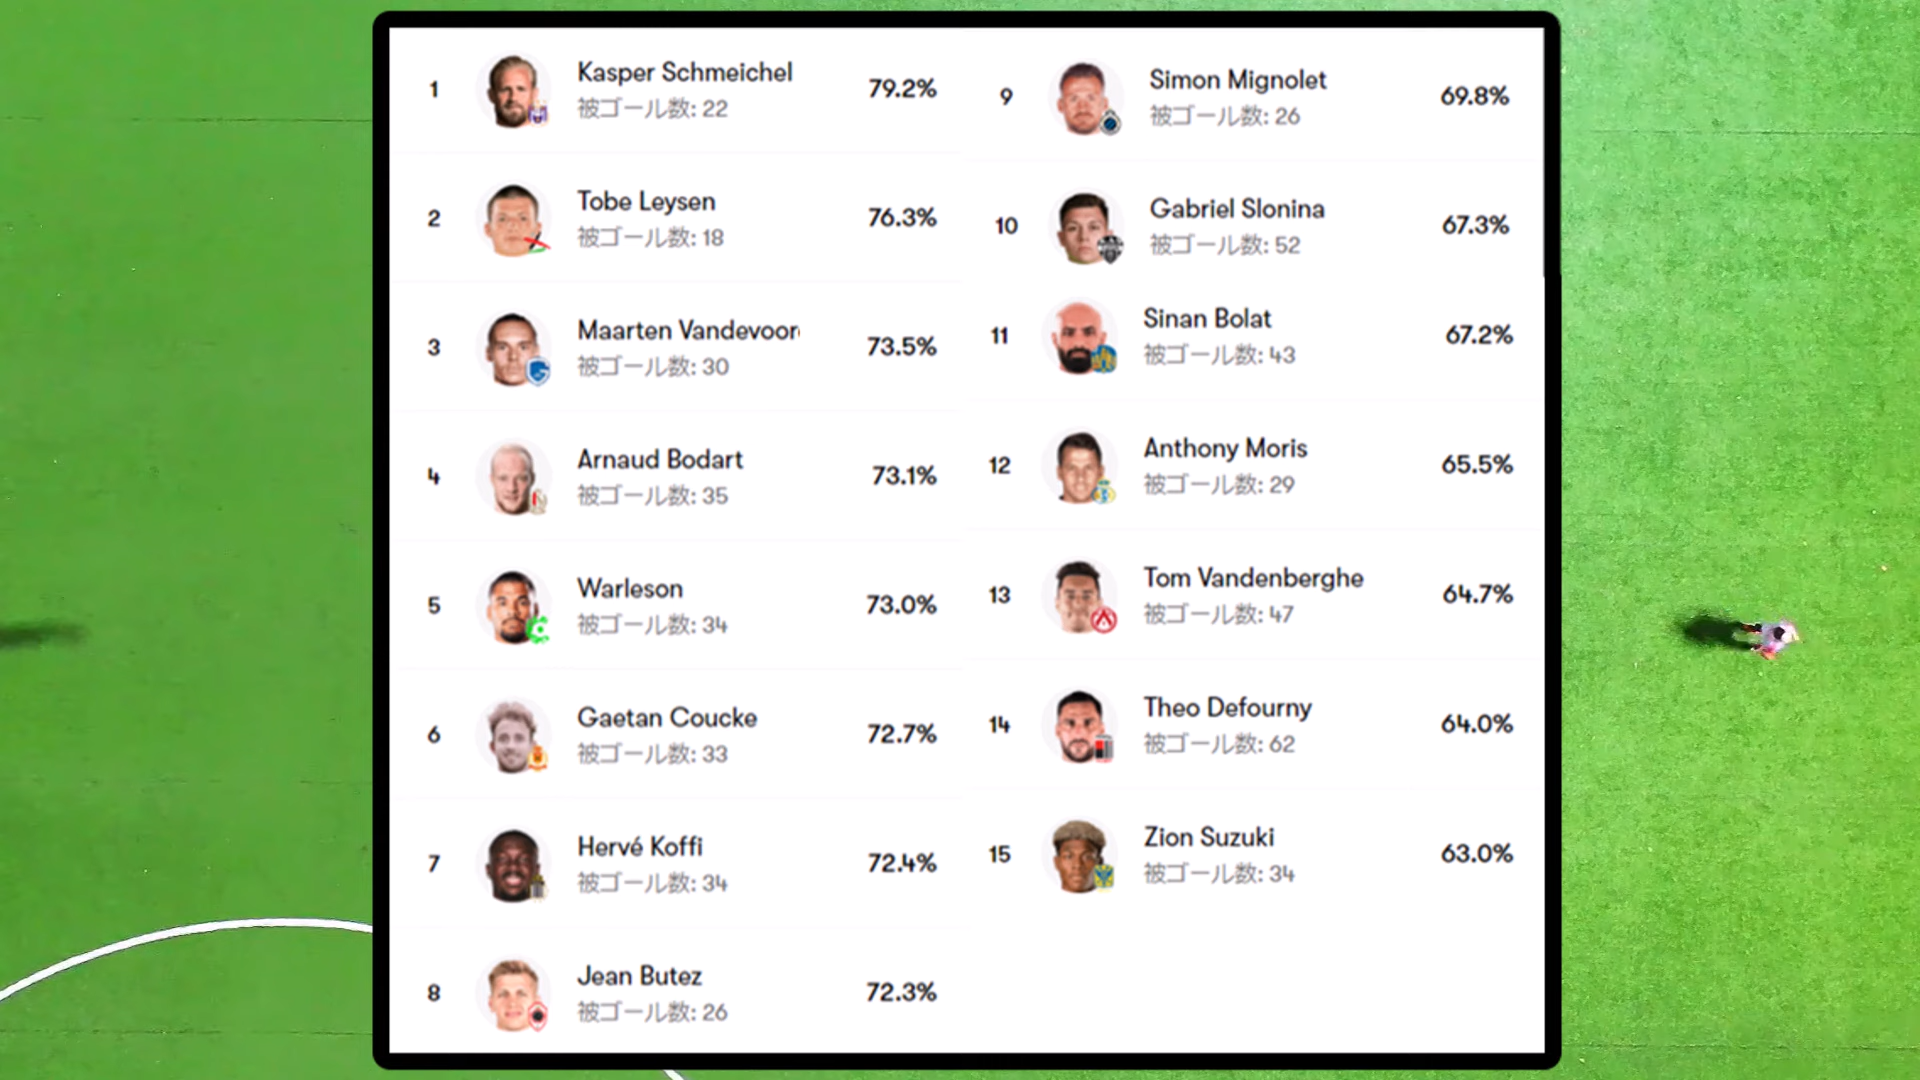 1
Kasper Schmeichel
被ゴール数: 22
79.2%
2
Tobe Leysen
被ゴール数: 18
76.3%
3
Maarten Vandevoor
被ゴール数: 30
73.5%
4
Arnaud Bodart
被ゴール数: 35
73.1%
5
Warleson
被ゴール数: 34
73.0%
6
Gaetan Coucke
被ゴール数: 33
72.7%
7
Hervé Koffi
被ゴール数: 34
72.4%
8
Jean Butez
被ゴール数: 26
72.3%
9
Simon Mignolet
被ゴール数: 26
69.8%
10
Gabriel Slonina
被ゴール数: 52
67.3%
11
Sinan Bolat
被ゴール数: 43
67.2%
12
Anthony Moris
被ゴール数: 29
65.5%
13
Tom Vandenberghe
被ゴール数: 47
64.7%
14
Theo Defourny
被ゴール数: 62
64.0%
15
Zion Suzuki
被ゴール数: 34
63.0%